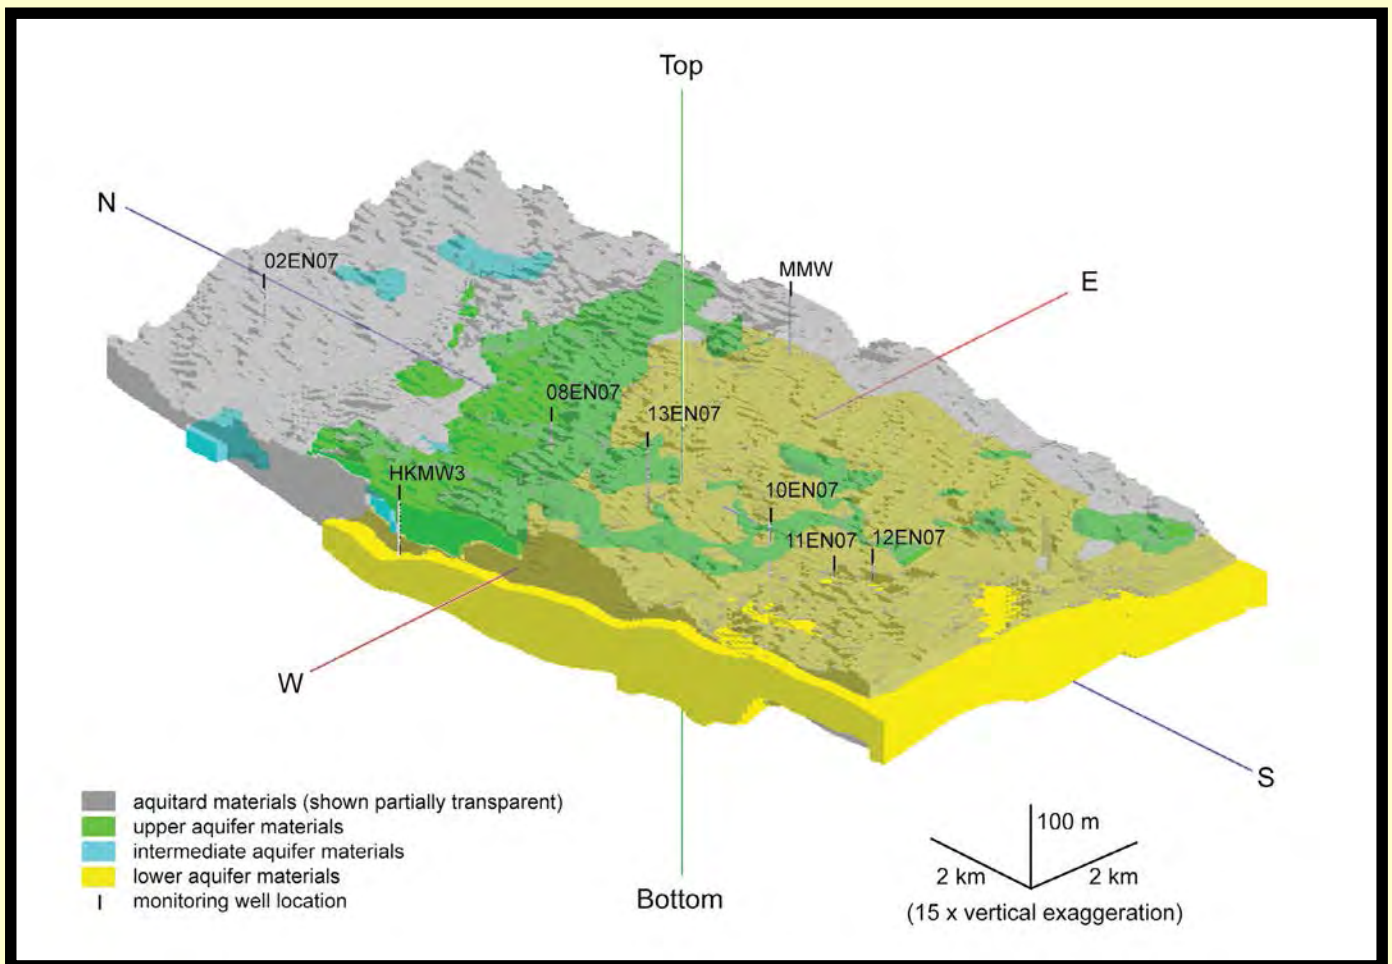 Top
N
02EN07
MMW
E
08EN07
13EN07
HKMW3
10EN07
11EN07
12EN07
W
S
aquitard materials (shown partially transparent)
upper aquifer materials
intermediate aquifer materials
lower aquifer materials
monitoring well location
Bottom
100 m
2 km
2 km
(15 x vertical exaggeration)